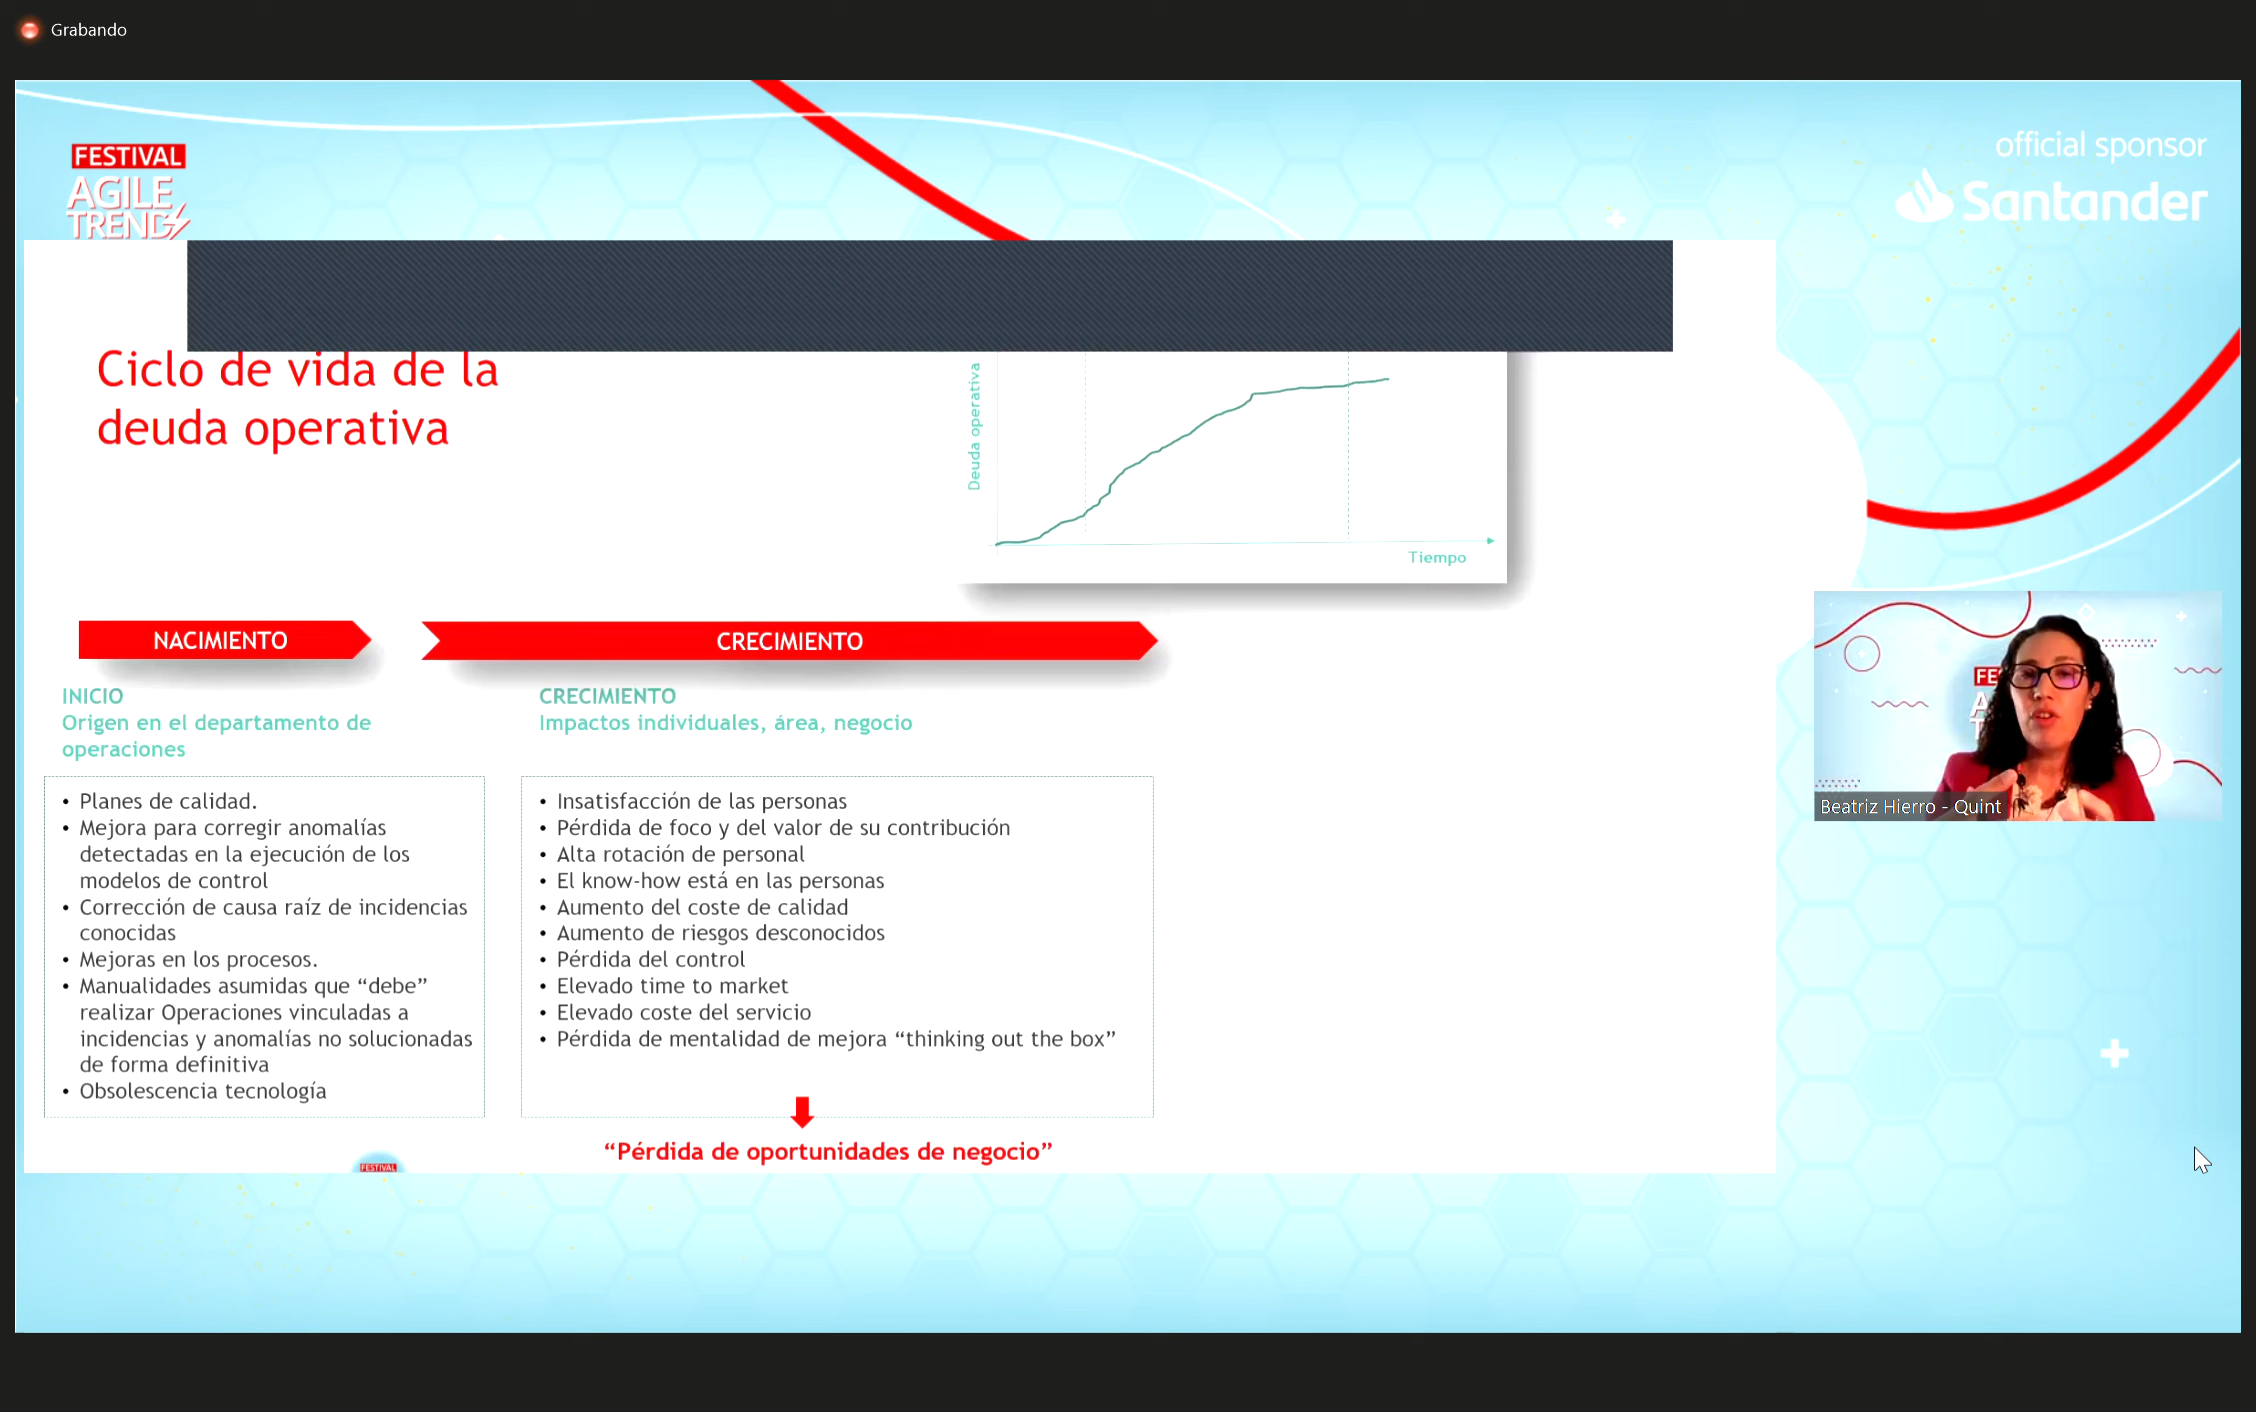 Grabando
FESTIVAL
AGILE
TRENDS
official sponsor
Santander
Ciclo de vida de la
deuda operativa
Deuda operativa
Tiempo
NACIMIENTO
CRECIMIENTO
INICIO
Origen en el departamento de
operaciones
• Planes de calidad.
• Mejora para corregir anomalías
detectadas en la ejecución de los
modelos de control
• Corrección de causa raíz de incidencias
conocidas
• Mejoras en los procesos.
• Manualidades asumidas que “debe”
realizar Operaciones vinculadas a
incidencias y anomalías no solucionadas
de forma definitiva
• Obsolescencia tecnología
CRECIMIENTO
Impactos individuales, área, negocio
• Insatisfacción de las personas
• Pérdida de foco y del valor de su contribución
• Alta rotación de personal
• El know-how está en las personas
• Aumento del coste de calidad
• Aumento de riesgos desconocidos
• Pérdida del control
• Elevado time to market
• Elevado coste del servicio
• Pérdida de mentalidad de mejora “thinking out the box”
“Pérdida de oportunidades de negocio”
FESTIVAL
FE
A
Beatriz Hierro - Quint